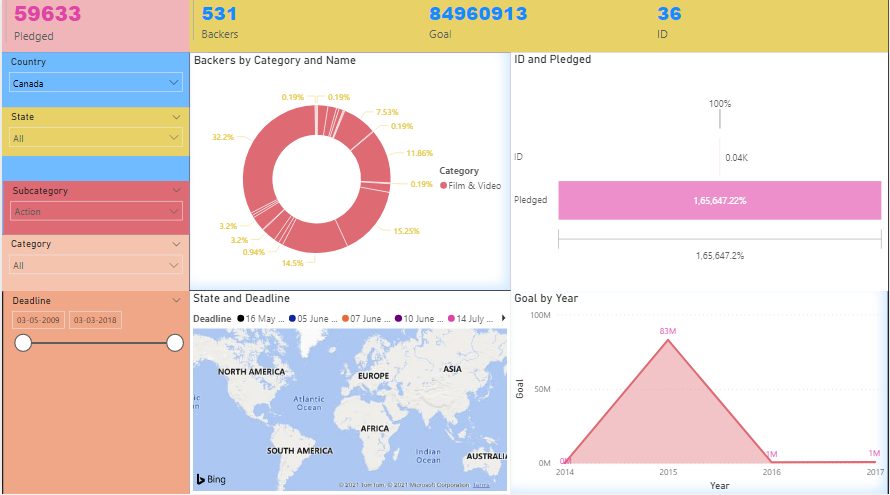 59633
Pledged
531
Backers
84960913
Goal
36
ID
Country
Canada
State
All
Subcategory
Action
Category
All
Deadline
03-05-2009 03-03-2018
Backers by Category and Name
0.19% 0.19%
7.53%
0.19%
11.86%
0.19%
15.25%
14.5%
0.94%
3.2%
3.2%
32.2%
Category
Film & Video
ID and Pledged
100%
ID
0.04K
Pledged
1,65,647.22%
1,65,647.2%
State and Deadline
Deadline 16 May ... 05 June ... 07 June ... 10 June ... 14 July ...
NORTH AMERICA
EUROPE
ASIA
Atlantic
Ocean
AFRICA
SOUTH AMERICA
Indian
Ocean
AUSTRALI
Bing
© 2021 TomTom, © 2021 Microsoft Corporation Terms
Goal by Year
100M
83M
Goal
50M
0M
0M
1M
1M
2014 2015 2016 2017
Year